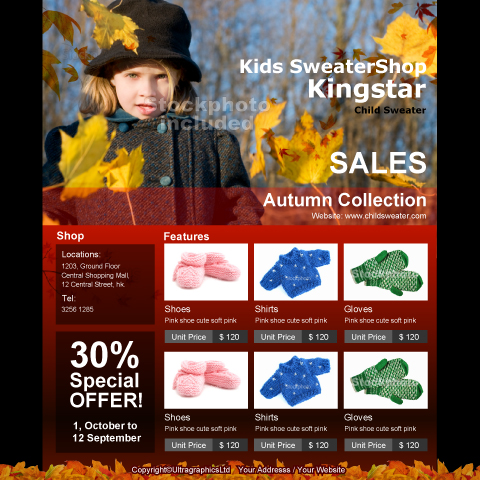 Kids SweaterShop
Kingstar
Child Sweater
Stockphoto
included
SALES
Autumn Collection
Website: www.childsweater.com
Shop
Locations:
1203, Ground Floor
Central Shopping Mall,
12 Central Street, hk.
Tel:
3256 1285
30%
Special
OFFER!
1, October to
12 September
Features
Stockphoto
Shoes
Pink shoe cute soft pink
Unit Price $ 120
Shirts
Pink shoe cute soft pink
Unit Price $ 120
Gloves
Pink shoe cute soft pink
Unit Price $ 120
Stockphoto
Shoes
Pink shoe cute soft pink
Unit Price $ 120
Shirts
Pink shoe cute soft pink
Unit Price $ 120
Gloves
Pink shoe cute soft pink
Unit Price $ 120
Copyright©UltragraphicsLtd Your Addresss / Your Website